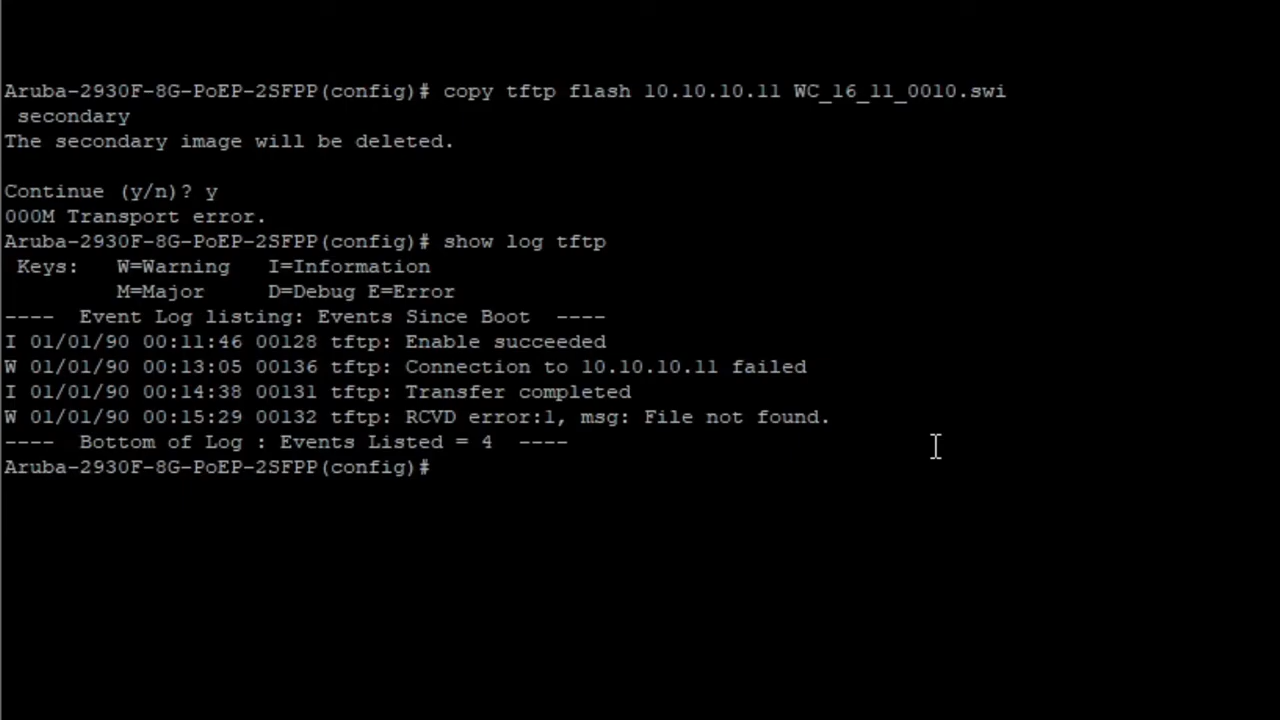 Aruba-2930F-8G-PoEP-2SFPP(config)# copy tftp flash 10.10.10.11 WC_16_11_0010.swi
 secondary
The secondary image will be deleted.
Continue (y/n)? y
000M Transport error.
Aruba-2930F-8G-PoEP-2SFPP(config)# show log tftp
 Keys:   W=Warning   I=Information
         M=Major     D=Debug E=Error
----  Event Log listing: Events Since Boot  ----
I 01/01/90 00:11:46 00128 tftp: Enable succeeded
W 01/01/90 00:13:05 00136 tftp: Connection to 10.10.10.11 failed
I 01/01/90 00:14:38 00131 tftp: Transfer completed
W 01/01/90 00:15:29 00132 tftp: RCVD error:1, msg: File not found.
----  Bottom of Log : Events Listed = 4  ----
Aruba-2930F-8G-PoEP-2SFPP(config)#